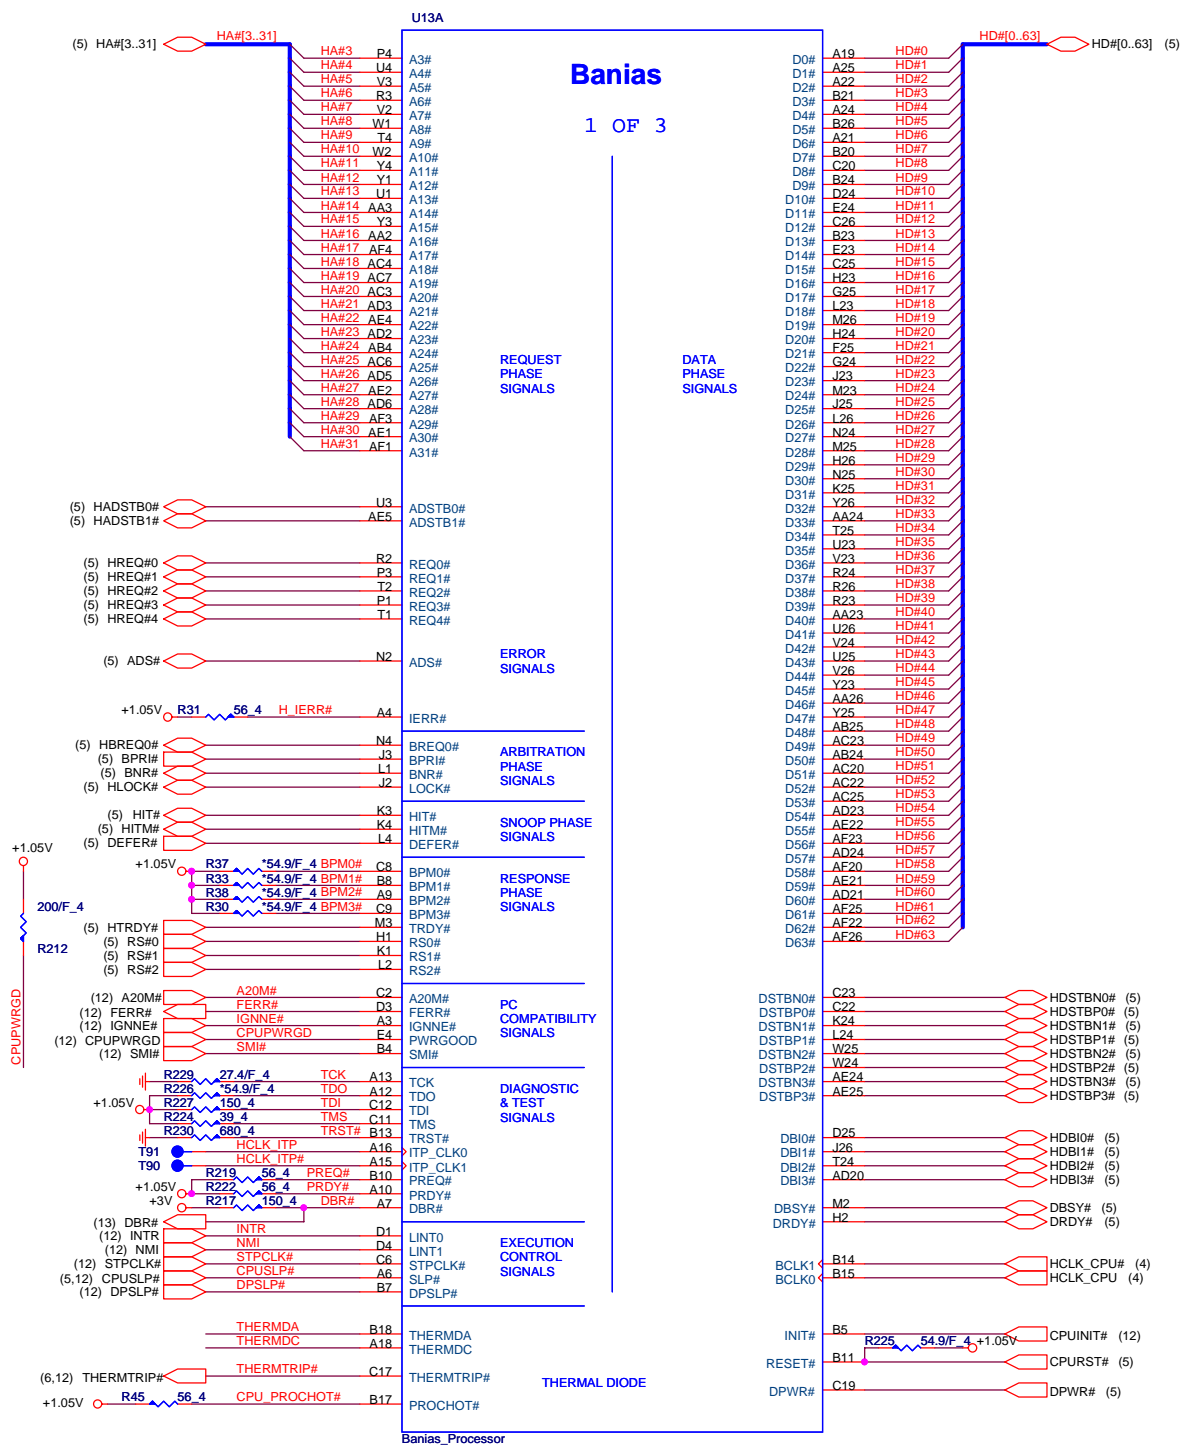 U13A
(5) HA#[3..31] HA#[3..31] HD#[0..63] HD#[0..63] (5)
Banias
1 OF 3
HA#3 P4 A3# D0# A19 HD#0
HA#4 U4 A4# D1# A25 HD#1
HA#5 V3 A5# D2# A22 HD#2
HA#6 R3 A6# D3# B21 HD#3
HA#7 V2 A7# D4# A24 HD#4
HA#8 W1 A8# D5# B26 HD#5
HA#9 T4 A9# D6# A21 HD#6
HA#10 W2 A10# D7# B20 HD#7
HA#11 Y4 A11# D8# C20 HD#8
HA#12 Y1 A12# D9# B24 HD#9
HA#13 U1 A13# D10# D24 HD#10
HA#14 AA3 A14# D11# E24 HD#11
HA#15 Y3 A15# D12# C26 HD#12
HA#16 AA2 A16# D13# B23 HD#13
HA#17 AF4 A17# D14# E23 HD#14
HA#18 AC4 A18# D15# C25 HD#15
HA#19 AC7 A19# D16# H23 HD#16
HA#20 AC3 A20# D17# G25 HD#17
HA#21 AD3 A21# D18# L23 HD#18
HA#22 AE4 A22# D19# M26 HD#19
HA#23 AD2 A23# D20# H24 HD#20
HA#24 AB4 A24# D21# F25 HD#21
HA#25 AC6 A25# D22# G24 HD#22
HA#26 AD5 A26# D23# J23 HD#23
HA#27 AE2 A27# D24# M23 HD#24
HA#28 AD6 A28# D25# J25 HD#25
HA#29 AF3 A29# D26# L26 HD#26
HA#30 AE1 A30# D27# N24 HD#27
HA#31 AF1 A31# D28# M25 HD#28
REQUEST
PHASE
SIGNALS
DATA
PHASE
SIGNALS
D29# H26 HD#29
D30# N25 HD#30
D31# K25 HD#31
(5) HADSTB0# U3 ADSTB0# D32# Y26 HD#32
(5) HADSTB1# AE5 ADSTB1# D33# AA24 HD#33
D34# T25 HD#34
D35# U23 HD#35
(5) HREQ#0 R2 REQ0# D36# V23 HD#36
(5) HREQ#1 P3 REQ1# D37# R24 HD#37
(5) HREQ#2 T2 REQ2# D38# R26 HD#38
(5) HREQ#3 P1 REQ3# D39# R23 HD#39
(5) HREQ#4 T1 REQ4# D40# AA23 HD#40
D41# U26 HD#41
D42# V24 HD#42
(5) ADS# N2 ADS# D43# U25 HD#43
ERROR
SIGNALS
D44# V26 HD#44
D45# Y23 HD#45
D46# AA26 HD#46
+1.05V R31 56_4 H_IERR# A4 IERR# D47# Y25 HD#47
D48# AB25 HD#48
(5) HBREQ0# N4 BREQ0# D49# AC23 HD#49
(5) BPRI# J3 BPRI# D50# AB24 HD#50
(5) BNR# L1 BNR# D51# AC20 HD#51
(5) HLOCK# J2 LOCK# D52# AC22 HD#52
ARBITRATION
PHASE
SIGNALS
D53# AC25 HD#53
(5) HIT# K3 HIT# D54# AD23 HD#54
(5) HITM# K4 HITM# D55# AE22 HD#55
(5) DEFER# L4 DEFER# D56# AF23 HD#56
SNOOP PHASE
SIGNALS
D57# AD24 HD#57
+1.05V R37 *54.9/F_4 BPM0# C8 BPM0# D58# AF20 HD#58
R33 *54.9/F_4 BPM1# B8 BPM1# D59# AE21 HD#59
R38 *54.9/F_4 BPM2# A9 BPM2# D60# AD21 HD#60
R30 *54.9/F_4 BPM3# C9 BPM3# D61# AF25 HD#61
(5) HTRDY# M3 TRDY# D62# AF22 HD#62
(5) RS#0 H1 RS0# D63# AF26 HD#63
(5) RS#1 K1 RS1#
(5) RS#2 L2 RS2#
RESPONSE
PHASE
SIGNALS
+1.05V
200/F_4
R212
CPUPWRGD
(12) A20M# A20M# C2 A20M# DSTBN0# C23 HDSTBN0# (5)
(12) FERR# FERR# D3 FERR# DSTBP0# C22 HDSTBP0# (5)
(12) IGNNE# IGNNE# A3 IGNNE# DSTBN1# K24 HDSTBN1# (5)
(12) CPUPWRGD CPUPWRGD E4 PWRGOOD DSTBP1# L24 HDSTBP1# (5)
(12) SMI# SMI# B4 SMI# DSTBN2# W25 HDSTBN2# (5)
PC
COMPATIBILITY
SIGNALS
DSTBP2# W24 HDSTBP2# (5)
R229 27.4/F_4 TCK A13 TCK DSTBN3# AE24 HDSTBN3# (5)
R226 *54.9/F_4 TDO A12 TDO DSTBP3# AE25 HDSTBP3# (5)
+1.05V R227 150_4 TDI C12 TDI
R224 39_4 TMS C11 TMS
R230 680_4 TRST# B13 TRST# DBI0# D25 HDBI0# (5)
T91 HCLK_ITP A16 ITP_CLK0 DBI1# J26 HDBI1# (5)
T90 HCLK_ITP# A15 ITP_CLK1 DBI2# T24 HDBI2# (5)
R219 56_4 PREQ# B10 PREQ# DBI3# AD20 HDBI3# (5)
+1.05V R222 56_4 PRDY# A10 PRDY#
+3V R217 150_4 DBR# A7 DBR# DBSY# M2 DBSY# (5)
DIAGNOSTIC
& TEST
SIGNALS
(13) DBR# DRDY# H2 DRDY# (5)
(12) INTR INTR D1 LINT0
(12) NMI NMI D4 LINT1
(12) STPCLK# STPCLK# C6 STPCLK# BCLK1 B14 HCLK_CPU# (4)
(5,12) CPUSLP# CPUSLP# A6 SLP# BCLK0 B15 HCLK_CPU (4)
(12) DPSLP# DPSLP# B7 DPSLP#
EXECUTION
CONTROL
SIGNALS
THERMDA B18 THERMDA INIT# B5 CPUINIT# (12)
THERMDC A18 THERMDC R225 54.9/F_4 +1.05V
RESET# B11 CPURST# (5)
(6,12) THERMTRIP# THERMTRIP# C17 THERMTRIP#
THERMAL DIODE
DPWR# C19 DPWR# (5)
+1.05V R45 56_4 CPU_PROCHOT# B17 PROCHOT#
Banias_Processor